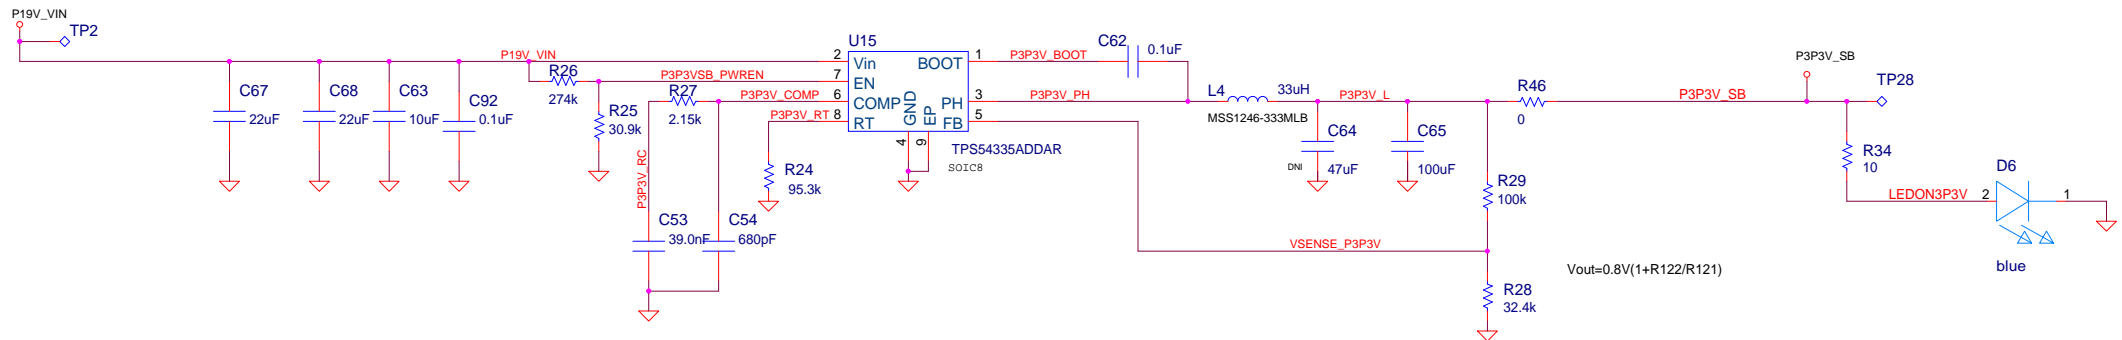 P19V_VIN
TP2
P19V_VIN
C67
22uF
C68
22uF
C63
10uF
C92
0.1uF
R26
274k
P3P3VSB_PWREN
R25
30.9k
R27
2.15k
P3P3V_COMP
P3P3V_RT
P3P3V_RC
C53
39.0nF
C54
680pF
R24
95.3k
U15
2
Vin
7
EN
6
COMP
8
RT
GND
EP
4
9
BOOT
1
PH
3
FB
5
TPS54335ADDAR
SOIC8
P3P3V_BOOT
C62
0.1uF
P3P3V_PH
L4
33uH
MSS1246-333MLB
P3P3V_L
C64
47uF
DNI
C65
100uF
R46
0
R29
100k
VSENSE_P3P3V
R28
32.4k
Vout=0.8V(1+R122/R121)
P3P3V_SB
P3P3V_SB
TP28
R34
10
LEDON3P3V
2
D6
1
blue